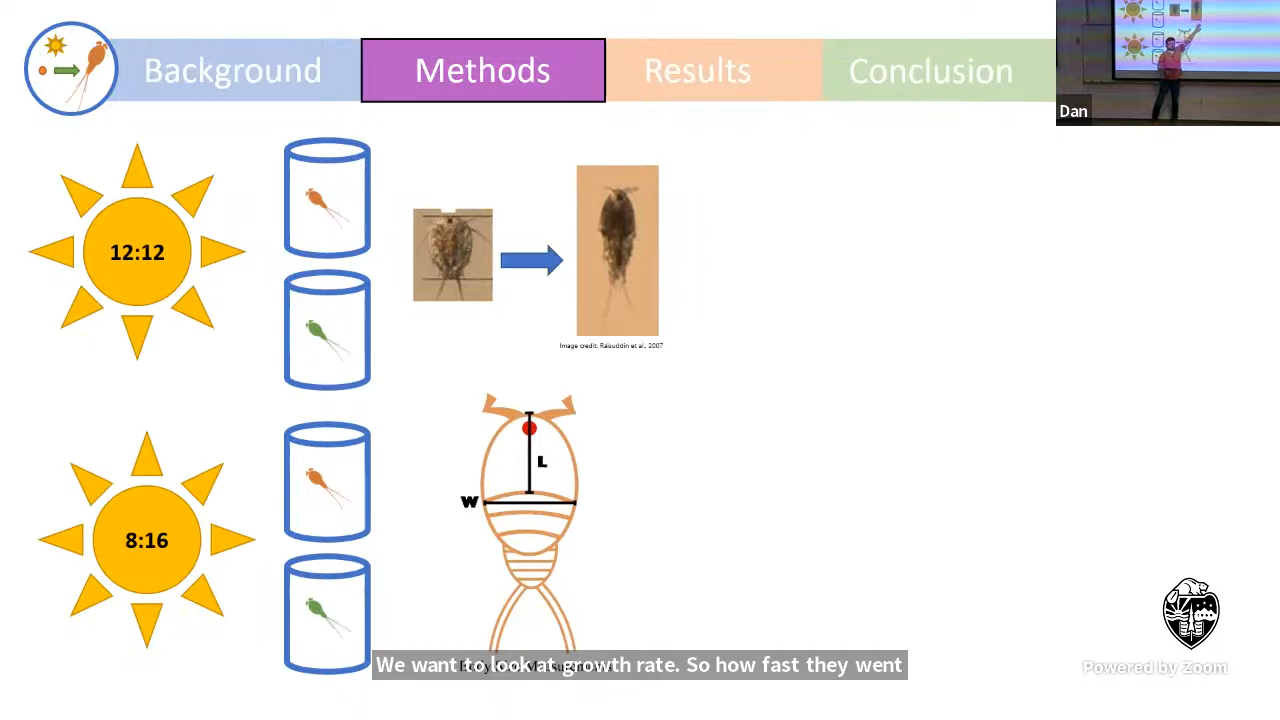 Background
Methods
Results
Conclusion
Dan
12:12
Image credit: Raisuddin et al., 2007
L
W
8:16
We want to look at growth rate. So how fast they went
Powered by Zoom